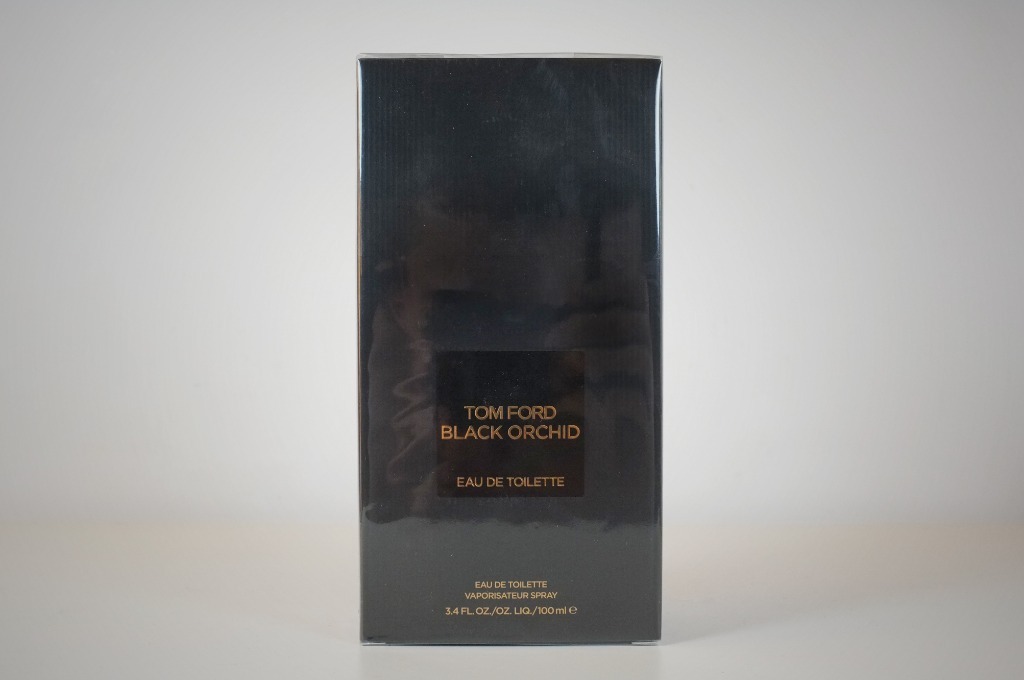 TOM FORD
BLACK ORCHID
EAU DE TOILETTE
EAU DE TOILETTE
VAPORISATEUR SPRAY
3.4 FL. OZ./OZ. LIQ./100 ml ℮